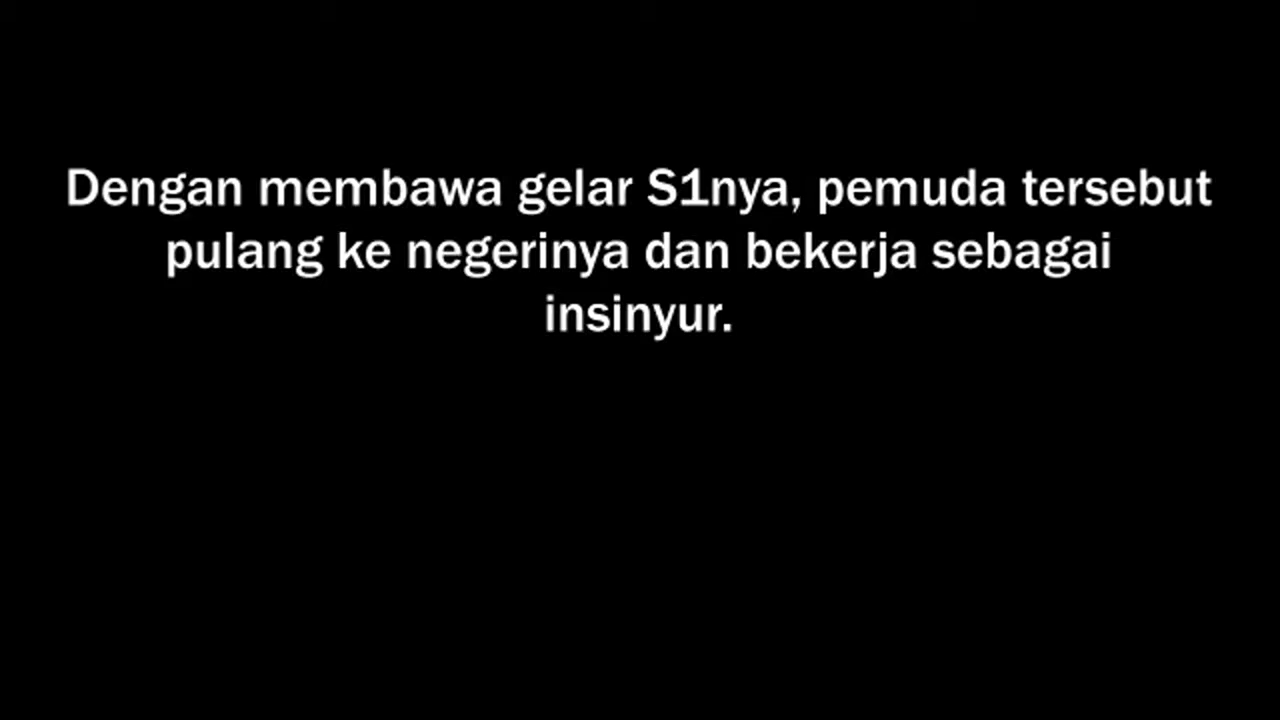 Dengan membawa gelar S1nya, pemuda tersebut
pulang ke negerinya dan bekerja sebagai
insinyur.